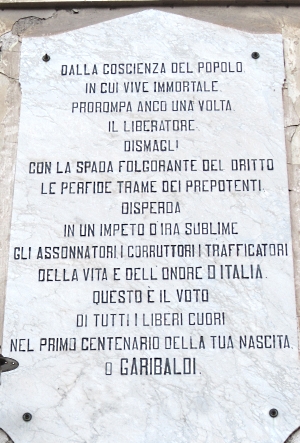 DALLA COSCIENZA DEL POPOLO
IN CUI VIVE IMMORTALE
PROROMPA ANCO UNA VOLTA
IL LIBERATORE.
DISMAGLI
CON LA SPADA FOLGORANTE DEL DRITTO
LE PERFIDE TRAME DEI PREPOTENTI.
DISPERDA
IN UN IMPETO D'IRA SUBLIME
GLI ASSONNATORI I CORRUTTORI I TRAFFICATORI
DELLA VITA E DELL'ONORE D'ITALIA.
QUESTO È IL VOTO
DI TUTTI I LIBERI CUORI
NEL PRIMO CENTENARIO DELLA TUA NASCITA
O GARIBALDI.